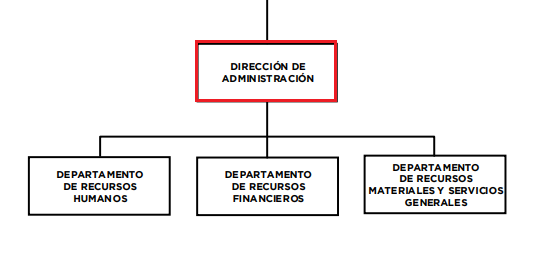 DIRECCIÓN DE
ADMINISTRACIÓN
DEPARTAMENTO
DE RECURSOS
HUMANOS
DEPARTAMENTO
DE RECURSOS
FINANCIEROS
DEPARTAMENTO
DE RECURSOS
MATERIALES Y SERVICIOS
GENERALES